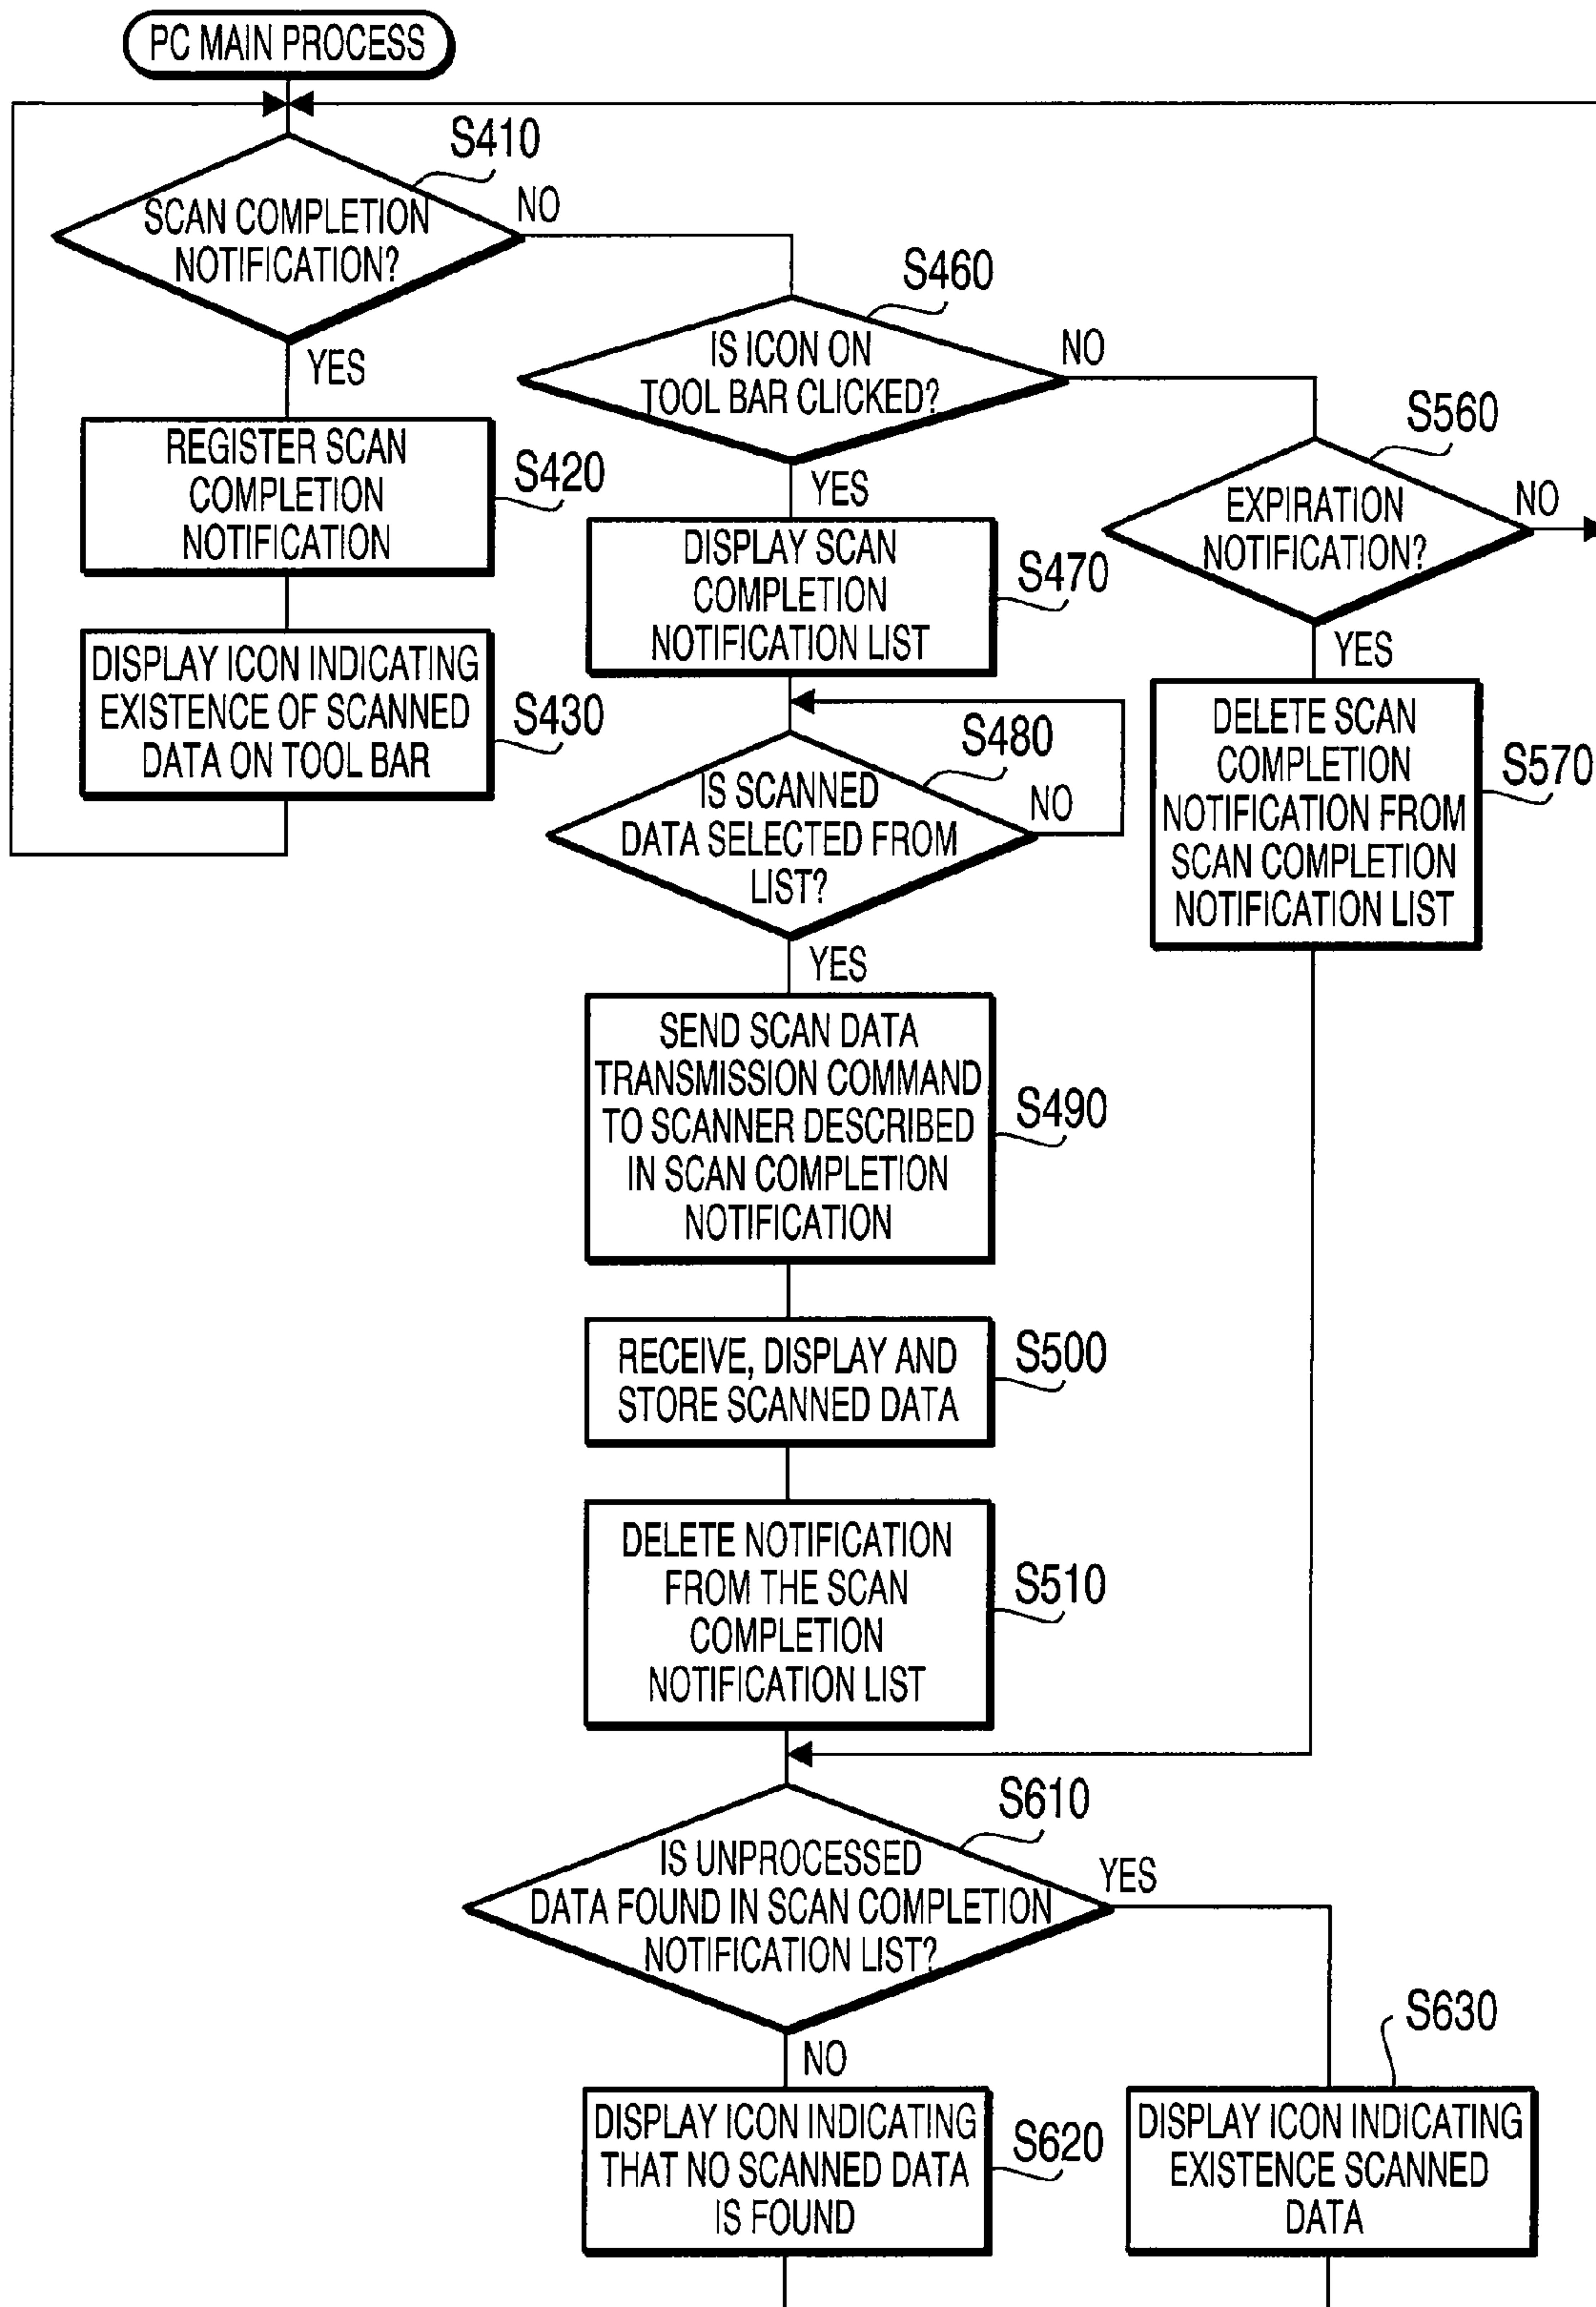 PC MAIN PROCESS
S410
SCAN COMPLETION
NOTIFICATION?
NO
YES
REGISTER SCAN
COMPLETION
NOTIFICATION
S420
DISPLAY ICON INDICATING
EXISTENCE OF SCANNED
DATA ON TOOL BAR
S430
S460
IS ICON ON
TOOL BAR CLICKED?
NO
YES
DISPLAY SCAN
COMPLETION
NOTIFICATION LIST
S470
S480
IS SCANNED
DATA SELECTED FROM
LIST?
NO
YES
SEND SCAN DATA
TRANSMISSION COMMAND
TO SCANNER DESCRIBED
IN SCAN COMPLETION
NOTIFICATION
S490
RECEIVE, DISPLAY AND
STORE SCANNED DATA
S500
DELETE NOTIFICATION
FROM THE SCAN
COMPLETION
NOTIFICATION LIST
S510
S560
EXPIRATION
NOTIFICATION?
NO
YES
DELETE SCAN
COMPLETION
NOTIFICATION FROM
SCAN COMPLETION
NOTIFICATION LIST
S570
S610
IS UNPROCESSED
DATA FOUND IN SCAN COMPLETION
NOTIFICATION LIST?
YES
NO
DISPLAY ICON INDICATING
THAT NO SCANNED DATA
IS FOUND
S620
S630
DISPLAY ICON INDICATING
EXISTENCE SCANNED
DATA